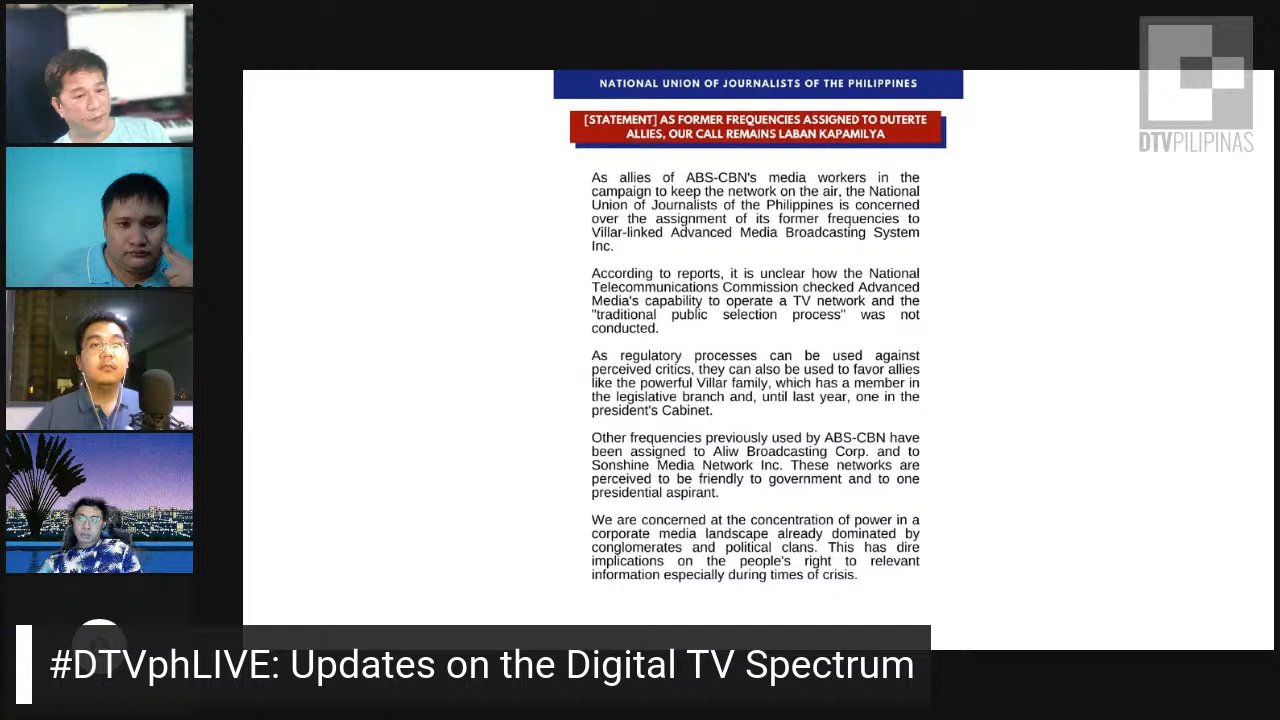 NATIONAL UNION OF JOURNALISTS OF THE PHILIPPINES
[STATEMENT] AS FORMER FREQUENCIES ASSIGNED TO DUTERTE
ALLIES, OUR CALL REMAINS LABAN KAPAMILYA
As allies of ABS-CBN's media workers in the
campaign to keep the network on the air, the National
Union of Journalists of the Philippines is concerned
over the assignment of its former frequencies to
Villar-linked Advanced Media Broadcasting System
Inc.
According to reports, it is unclear how the National
Telecommunications Commission checked Advanced
Media's capability to operate a TV network and the
"traditional public selection process" was not
conducted.
As regulatory processes can be used against
perceived critics, they can also be used to favor allies
like the powerful Villar family, which has a member in
the legislative branch and, until last year, one in the
president's Cabinet.
Other frequencies previously used by ABS-CBN have
been assigned to Aliw Broadcasting Corp. and to
Sonshine Media Network Inc. These networks are
perceived to be friendly to government and to one
presidential aspirant.
We are concerned at the concentration of power in a
corporate media landscape already dominated by
conglomerates and political clans. This has dire
implications on the people's right to relevant
information especially during times of crisis.
DTVPILIPINAS
#DTVphLIVE: Updates on the Digital TV Spectrum